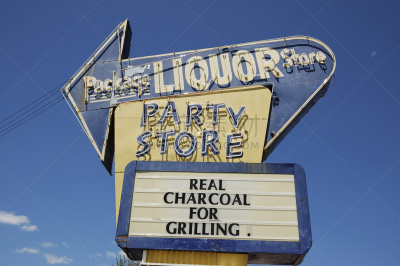 Package LIQUOR Store
PARTY
STORE
REAL
CHARCOAL
FOR
GRILLING.